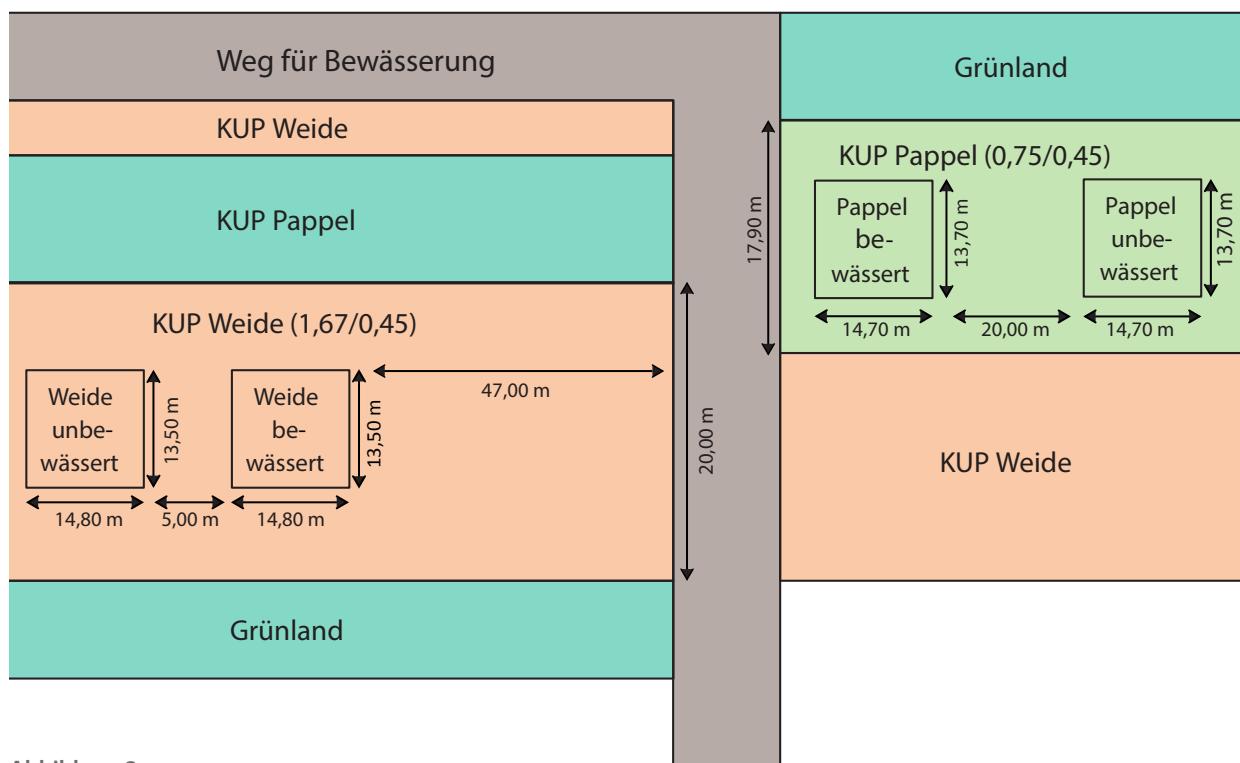 Weg für Bewässerung
KUP Weide
KUP Pappel
KUP Weide (1,67/0,45)
47,00 m
Weide
unbe-
wässert
13,50 m
Weide
be-
wässert
13,50 m
14,80 m
5,00 m
14,80 m
20,00 m
Grünland
Grünland
KUP Pappel (0,75/0,45)
17,90 m
Pappel
be-
wässert
13,70 m
Pappel
unbe-
wässert
13,70 m
14,70 m
20,00 m
14,70 m
KUP Weide